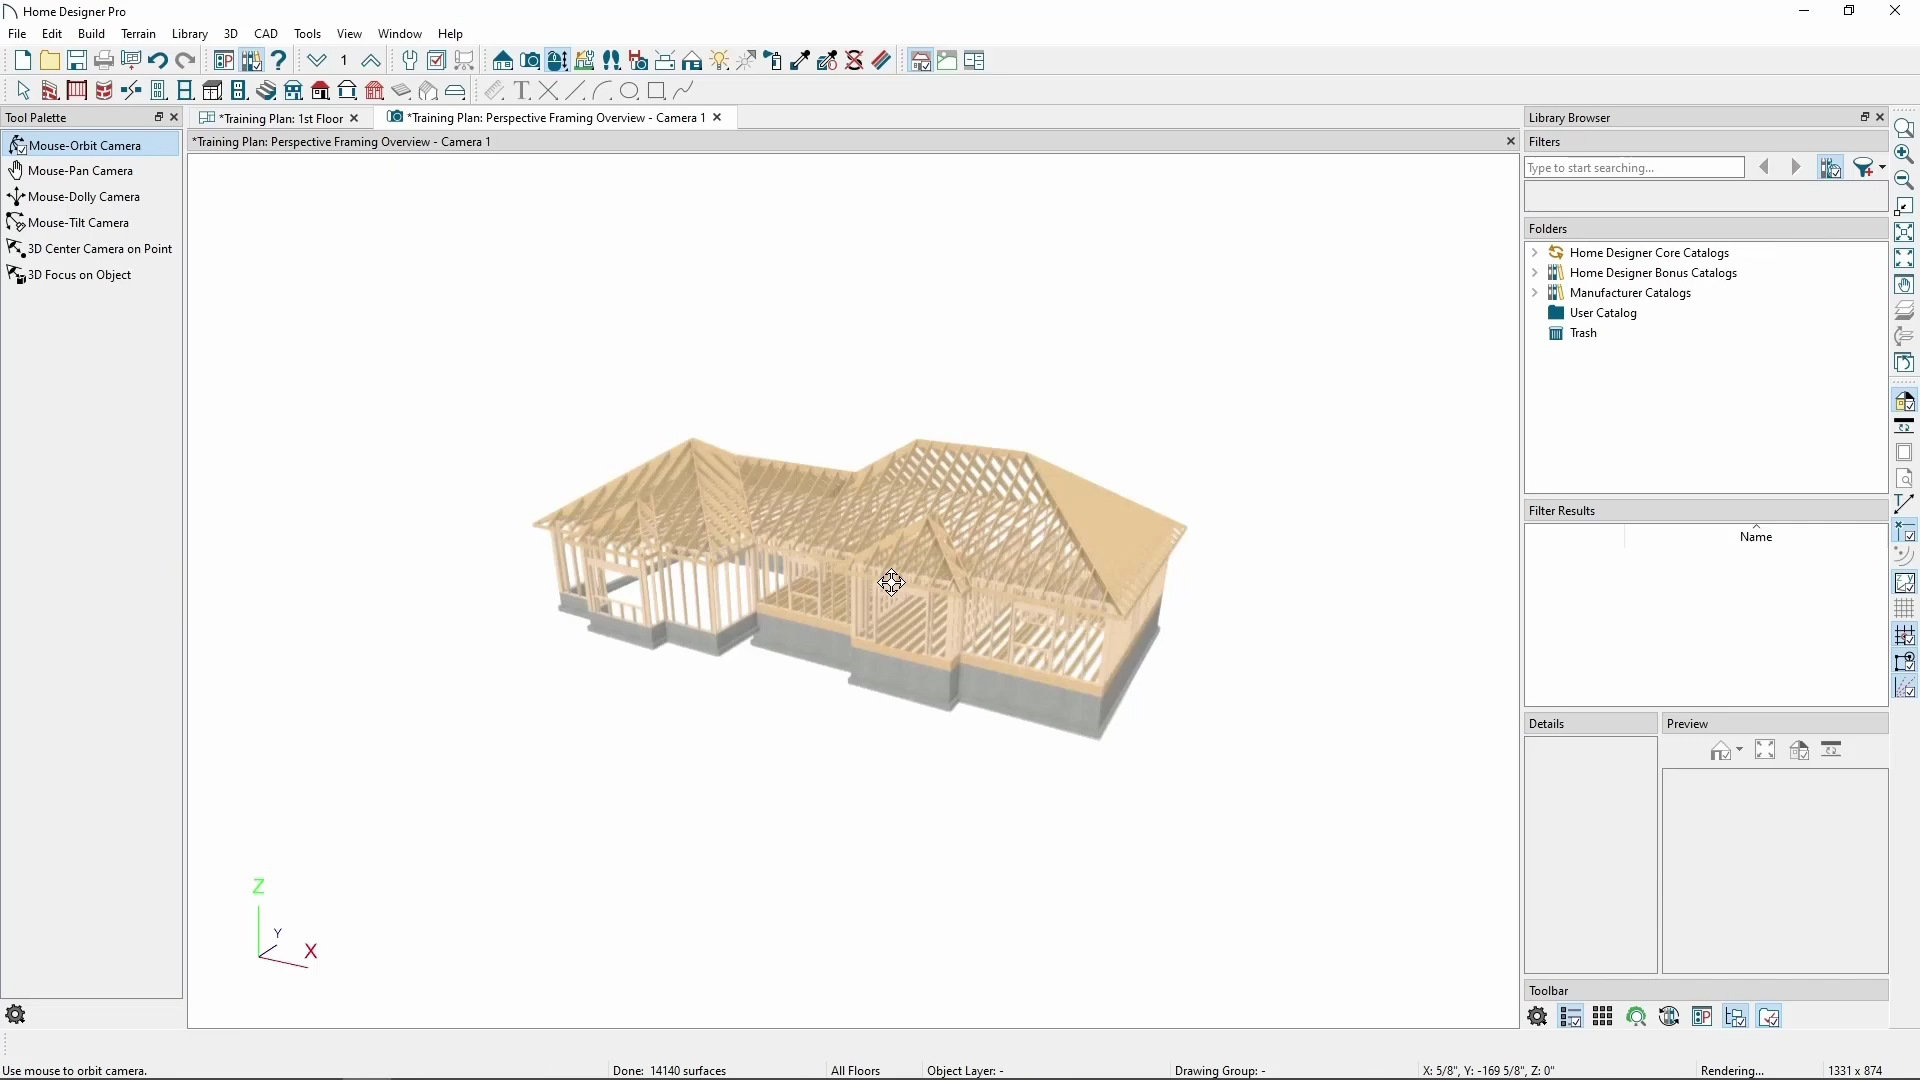 Home Designer Pro
File Edit Build Terrain Library 3D CAD Tools View Window Help
1
Tool Palette
*Training Plan: 1st Floor
*Training Plan: Perspective Framing Overview - Camera 1
Library Browser
*Training Plan: Perspective Framing Overview - Camera 1
Filters
Mouse-Orbit Camera
Mouse-Pan Camera
Mouse-Dolly Camera
Mouse-Tilt Camera
3D Center Camera on Point
3D Focus on Object
Type to start searching...
Folders
Home Designer Core Catalogs
Home Designer Bonus Catalogs
Manufacturer Catalogs
User Catalog
Trash
Filter Results
Name
Details
Preview
Z
Y
X
Toolbar
Use mouse to orbit camera.
Done: 14140 surfaces
All Floors
Object Layer: -
Drawing Group: -
X: 5/8", Y: -169 5/8", Z: 0"
Rendering...
1331 x 874